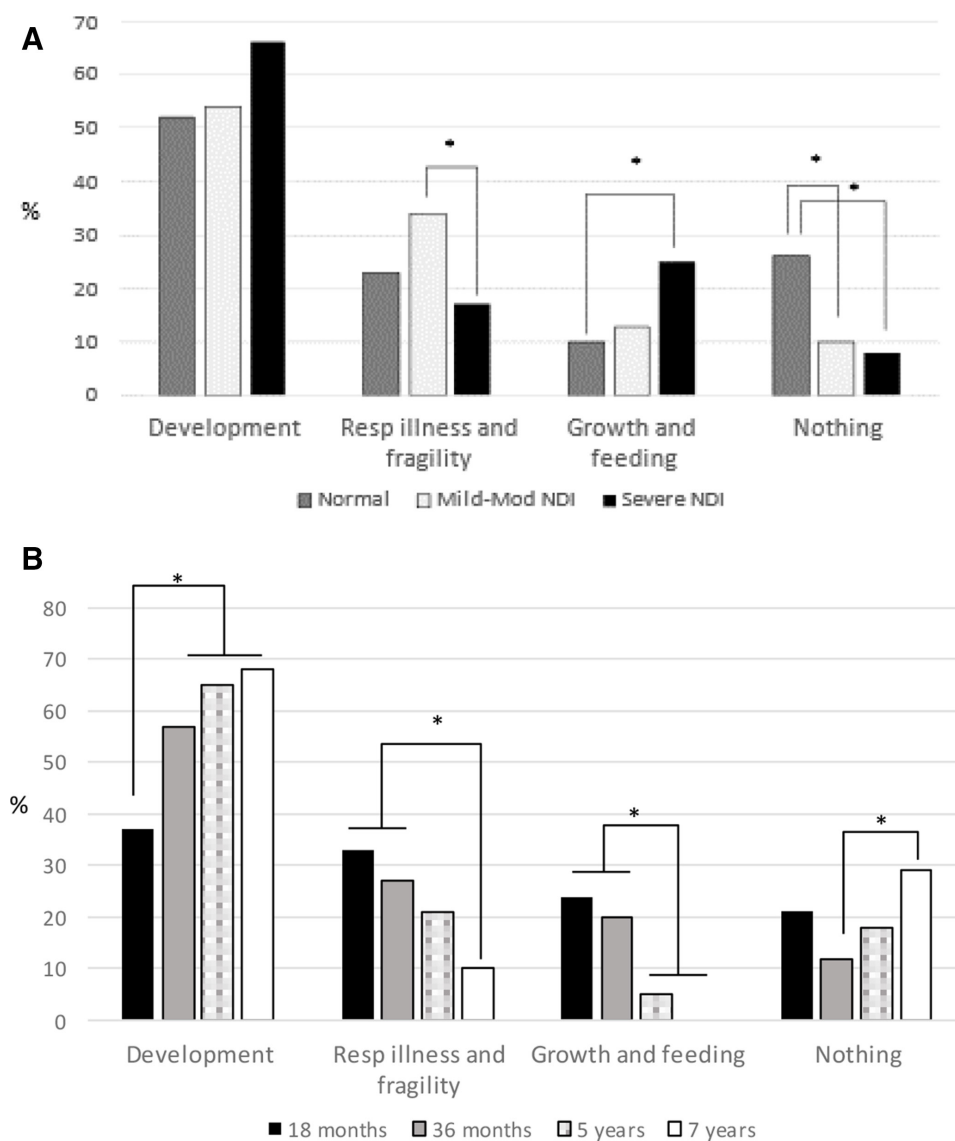 A
70
60
50
40
30
20
10
0
%
*
*
*
*
Development
Resp illness and
fragility
Growth and
feeding
Nothing
Normal
Mild-Mod NDI
Severe NDI
B
80
70
60
50
40
30
20
10
0
%
*
*
*
*
Development
Resp illness and
fragility
Growth and feeding
Nothing
18 months
36 months
5 years
7 years